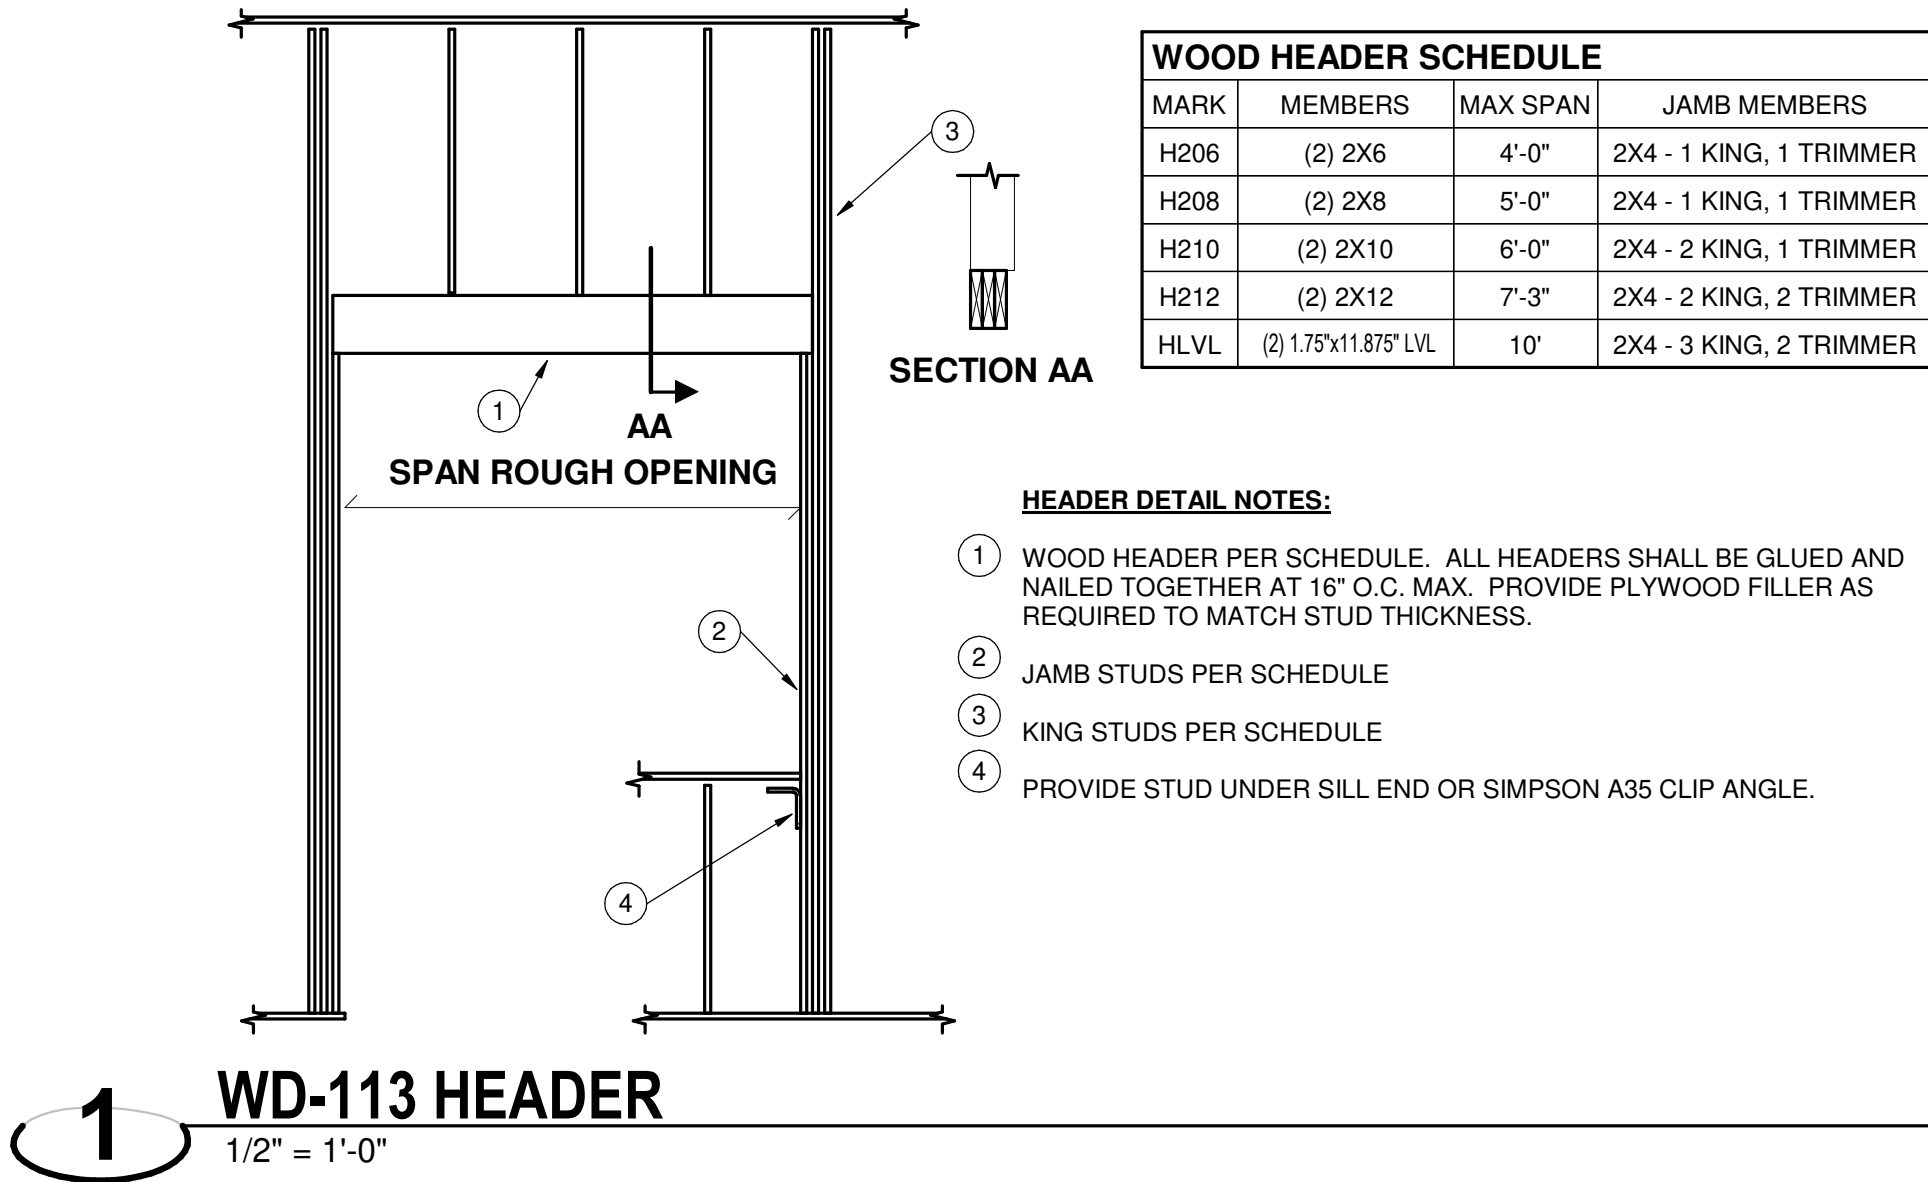 3
SECTION AA
1
AA
SPAN ROUGH OPENING
2
4
WOOD HEADER SCHEDULE
MARK MEMBERS MAX SPAN JAMB MEMBERS
H206 (2) 2X6 4'-0" 2X4 - 1 KING, 1 TRIMMER
H208 (2) 2X8 5'-0" 2X4 - 1 KING, 1 TRIMMER
H210 (2) 2X10 6'-0" 2X4 - 2 KING, 1 TRIMMER
H212 (2) 2X12 7'-3" 2X4 - 2 KING, 2 TRIMMER
HLVL (2) 1.75"x11.875" LVL 10' 2X4 - 3 KING, 2 TRIMMER
HEADER DETAIL NOTES:
1 WOOD HEADER PER SCHEDULE. ALL HEADERS SHALL BE GLUED AND
NAILED TOGETHER AT 16" O.C. MAX. PROVIDE PLYWOOD FILLER AS
REQUIRED TO MATCH STUD THICKNESS.
2 JAMB STUDS PER SCHEDULE
3 KING STUDS PER SCHEDULE
4 PROVIDE STUD UNDER SILL END OR SIMPSON A35 CLIP ANGLE.
1 WD-113 HEADER
1/2" = 1'-0"